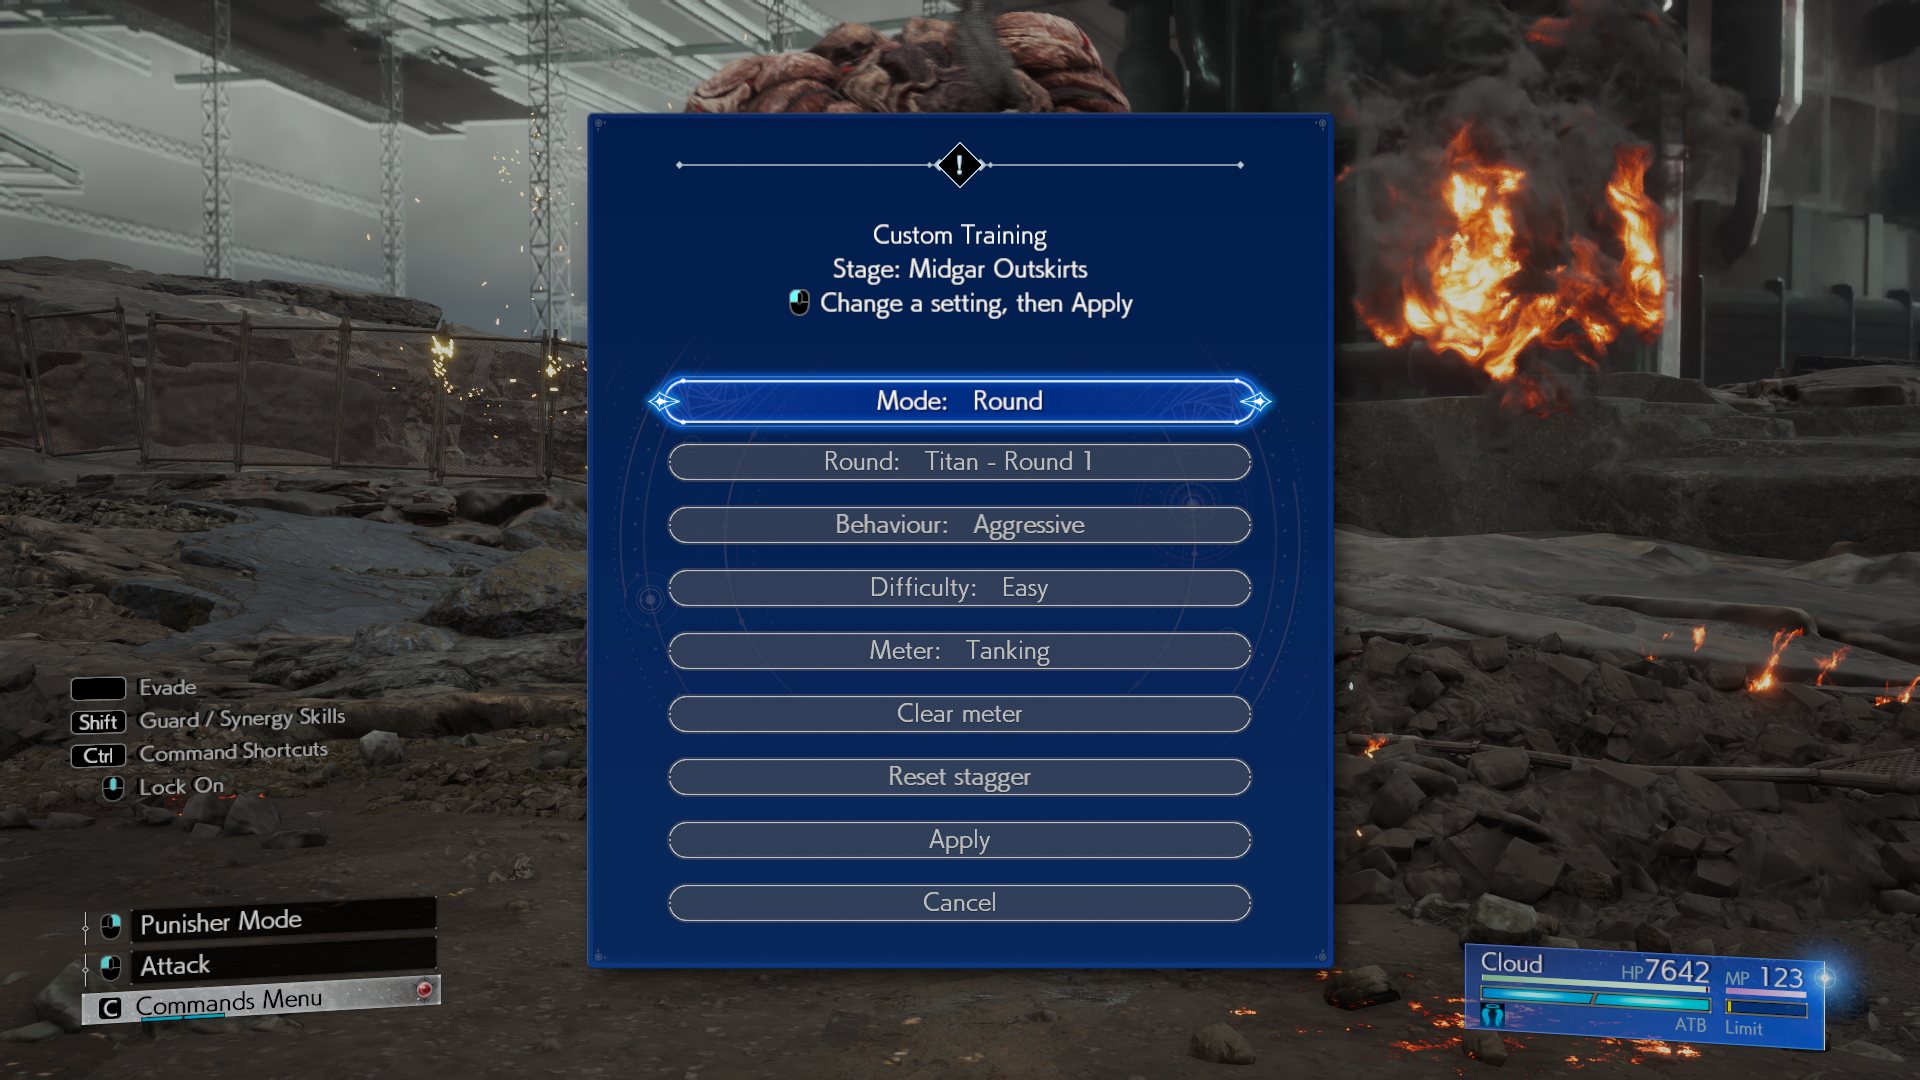 Custom Training
Stage: Midgar Outskirts
Change a setting, then Apply
Mode: Round
Round: Titan - Round 1
Behaviour: Aggressive
Difficulty: Easy
Meter: Tanking
Clear meter
Reset stagger
Apply
Cancel
Evade
Shift Guard / Synergy Skills
Ctrl Command Shortcuts
Lock On
Punisher Mode
Attack
C Commands Menu
Cloud HP 7642 MP 123
ATB Limit